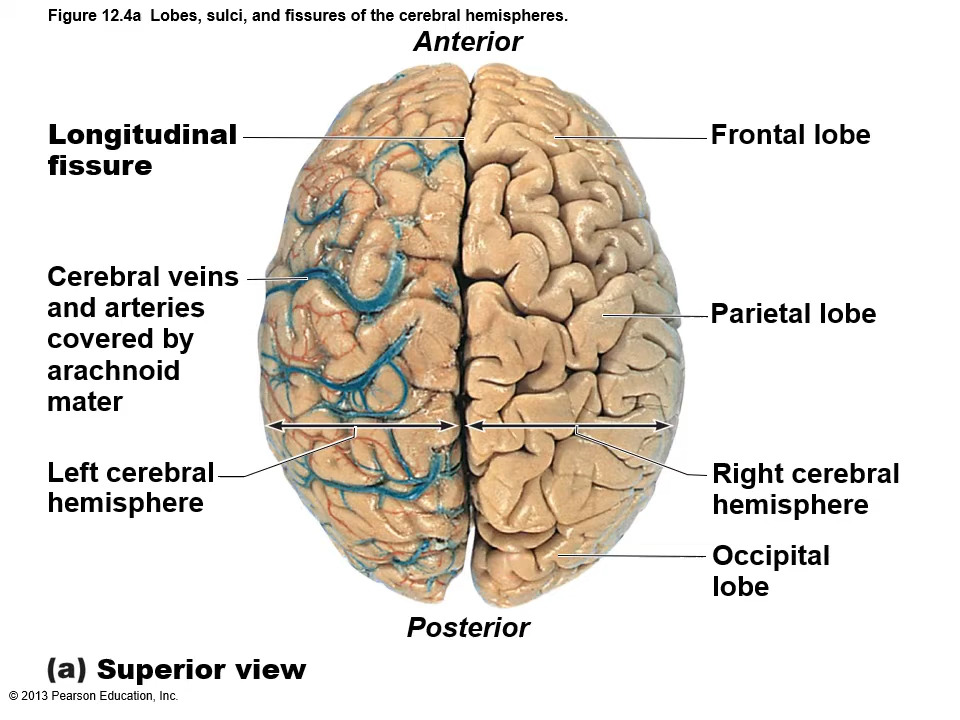 Figure 12.4a Lobes, sulci, and fissures of the cerebral hemispheres.
Anterior
Longitudinal
fissure
Frontal lobe
Cerebral veins
and arteries
covered by
arachnoid
mater
Parietal lobe
Left cerebral
hemisphere
Right cerebral
hemisphere
Occipital
lobe
Posterior
(a) Superior view
© 2013 Pearson Education, Inc.